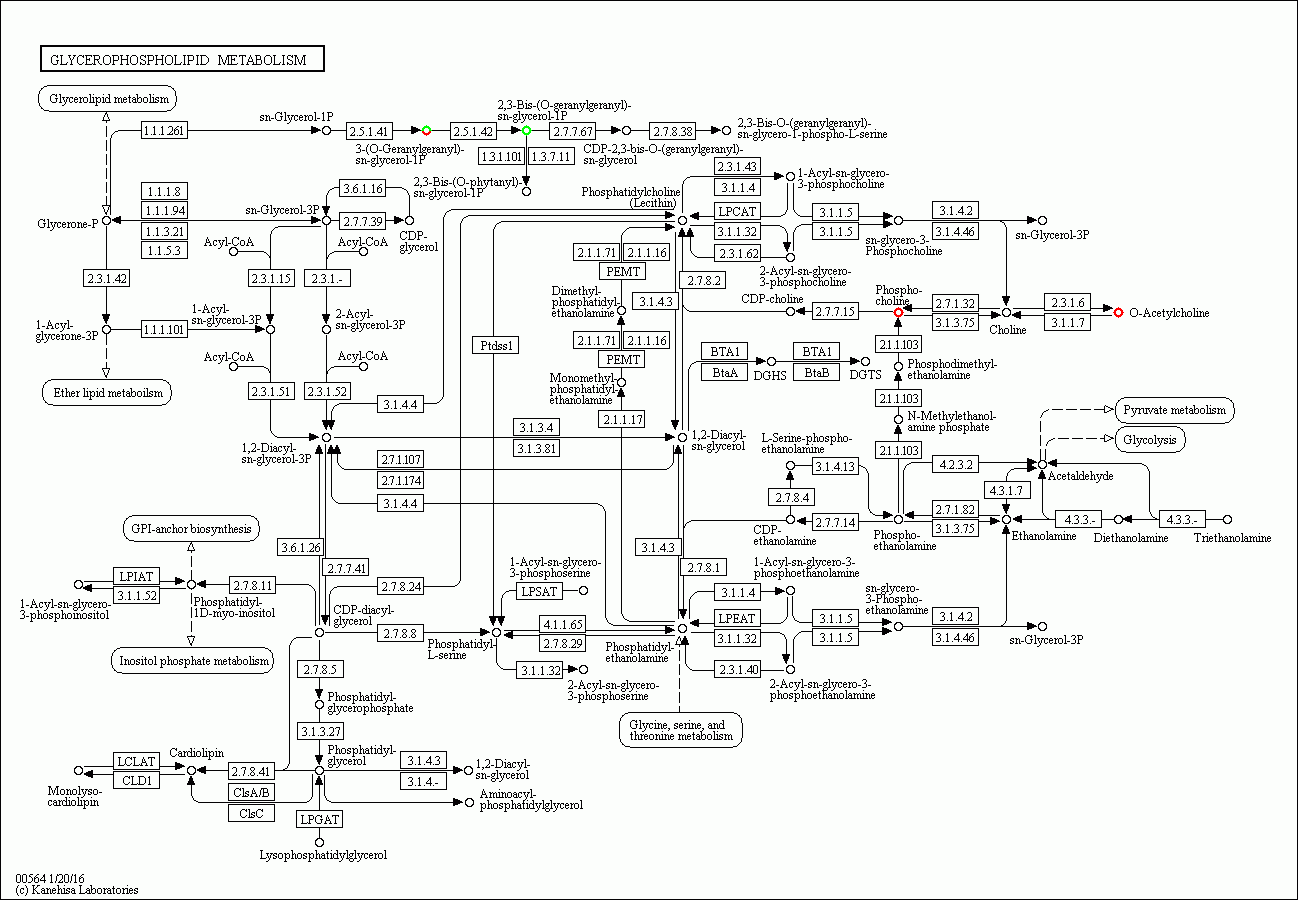 GLYCEROPHOSPHOLIPID METABOLISM
Glycerolipid metabolism
sn-Glycerol-1P
2,3-Bis-(O-geranylgeranyl)-
sn-glycerol-1P
1.1.1.261
2.5.1.41
2.5.1.42
2.7.7.67
2.7.8.38
2,3-Bis-O-(geranylgeranyl)-
sn-glycero-1-phospho-L-serine
3-(O-Geranylgeranyl)-
sn-glycerol-1P
1.3.1.101
1.3.7.11
CDP-2,3-bis-O-(geranylgeranyl)-
sn-glycerol
2,3-Bis-(O-phytanyl)-
sn-glycerol-1P
2.3.1.43
3.1.1.4
1-Acyl-sn-glycero-
3-phosphocholine
1.1.1.8
1.1.1.94
1.1.3.21
1.1.5.3
Glycerone-P
sn-Glycerol-3P
3.6.1.16
2.7.7.39
CDP-
glycerol
Phosphatidylcholine
(Lecithin)
LPCAT
3.1.1.32
2.3.1.62
3.1.1.5
3.1.1.5
3.1.4.2
3.1.4.46
sn-Glycerol-3P
sn-glycero-3-
Phosphocholine
Acyl-CoA
Acyl-CoA
2.1.1.71
2.1.1.16
PEMT
2-Acyl-sn-glycero-
3-phosphocholine
2.3.1.42
2.3.1.15
2.3.1.-
2.7.8.2
Dimethyl-
phosphatidyl-
ethanolamine
3.1.4.3
CDP-choline
2.7.7.15
Phospho-
choline
2.7.1.32
3.1.3.75
Choline
2.3.1.6
3.1.1.7
O-Acetylcholine
1-Acyl-
glycerone-3P
1.1.1.101
1-Acyl-
sn-glycerol-3P
2-Acyl-
sn-glycerol-3P
Ptdss1
2.1.1.71
2.1.1.16
PEMT
2.1.1.103
Acyl-CoA
Acyl-CoA
BTA1
BtaA
DGHS
BTA1
BtaB
DGTS
Phosphodimethyl-
ethanolamine
Ether lipid metabolism
2.3.1.51
2.3.1.52
Monomethyl-
phosphatidyl-
ethanolamine
2.1.1.103
3.1.4.4
2.1.1.17
N-Methylethanol-
amine phosphate
Pyruvate metabolism
Glycolysis
3.1.3.4
3.1.3.81
1,2-Diacyl-
sn-glycerol-3P
1,2-Diacyl-
sn-glycerol
L-Serine-phospho-
ethanolamine
2.1.1.103
2.7.1.107
2.7.1.174
3.1.4.4
3.1.4.13
4.2.3.2
Acetaldehyde
2.7.8.4
4.3.1.7
GPI-anchor biosynthesis
CDP-
ethanolamine
2.7.7.14
Phospho-
ethanolamine
2.7.1.82
3.1.3.75
Ethanolamine
4.3.3.-
Diethanolamine
4.3.3.-
Triethanolamine
3.6.1.26
3.1.4.3
2.7.7.41
2.7.8.1
LPIAT
3.1.1.52
2.7.8.11
2.7.8.24
1-Acyl-sn-glycero-
3-phosphoserine
LPSAT
1-Acyl-sn-glycero-3-
phosphoethanolamine
3.1.1.4
sn-glycero-
3-Phospho-
ethanolamine
1-Acyl-sn-glycero-
3-phosphoinositol
Phosphatidyl-
1D-myo-inositol
CDP-diacyl-
glycerol
2.7.8.8
4.1.1.65
2.7.8.29
LPEAT
3.1.1.32
3.1.1.5
3.1.1.5
3.1.4.2
3.1.4.46
sn-Glycerol-3P
Phosphatidyl-
L-serine
Phosphatidyl-
ethanolamine
Inositol phosphate metabolism
2.7.8.5
3.1.1.32
2.3.1.40
2-Acyl-sn-glycero-
3-phosphoserine
2-Acyl-sn-glycero-3-
phosphoethanolamine
Phosphatidyl-
glycerophosphate
3.1.3.27
Glycine, serine, and
threonine metabolism
Cardiolipin
Phosphatidyl-
glycerol
LCLAT
CLD1
2.7.8.41
ClsA/B
ClsC
3.1.4.3
3.1.4.-
1,2-Diacyl-
sn-glycerol
Monolyso-
cardiolipin
Aminoacyl-
phosphatidylglycerol
LPGAT
Lysophosphatidylglycerol
00564 1/20/16
(c) Kanehisa Laboratories